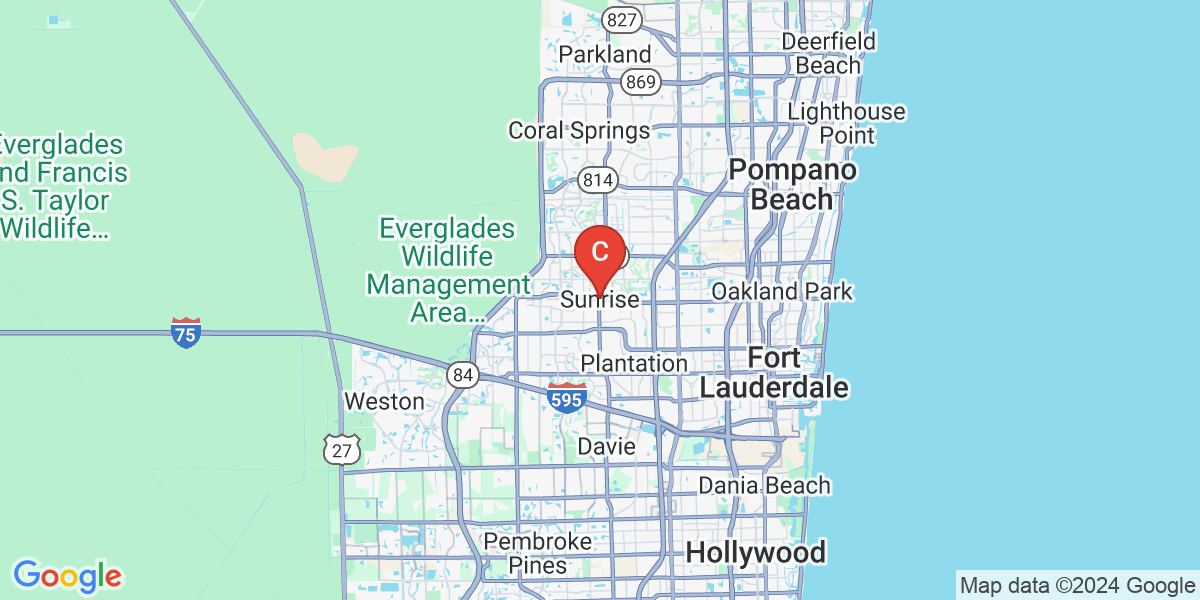 827
Parkland
Deerfield
Beach
869
Lighthouse
Point
Coral Springs
Everglades
and Francis
S. Taylor
Wildlife...
814
Pompano
Beach
Everglades
Wildlife
Management
Area...
C
Sunrise
Oakland Park
75
Plantation
Fort
Lauderdale
84
595
Weston
27
Davie
Dania Beach
Pembroke
Pines
Hollywood
Google
Map data ©2024 Google